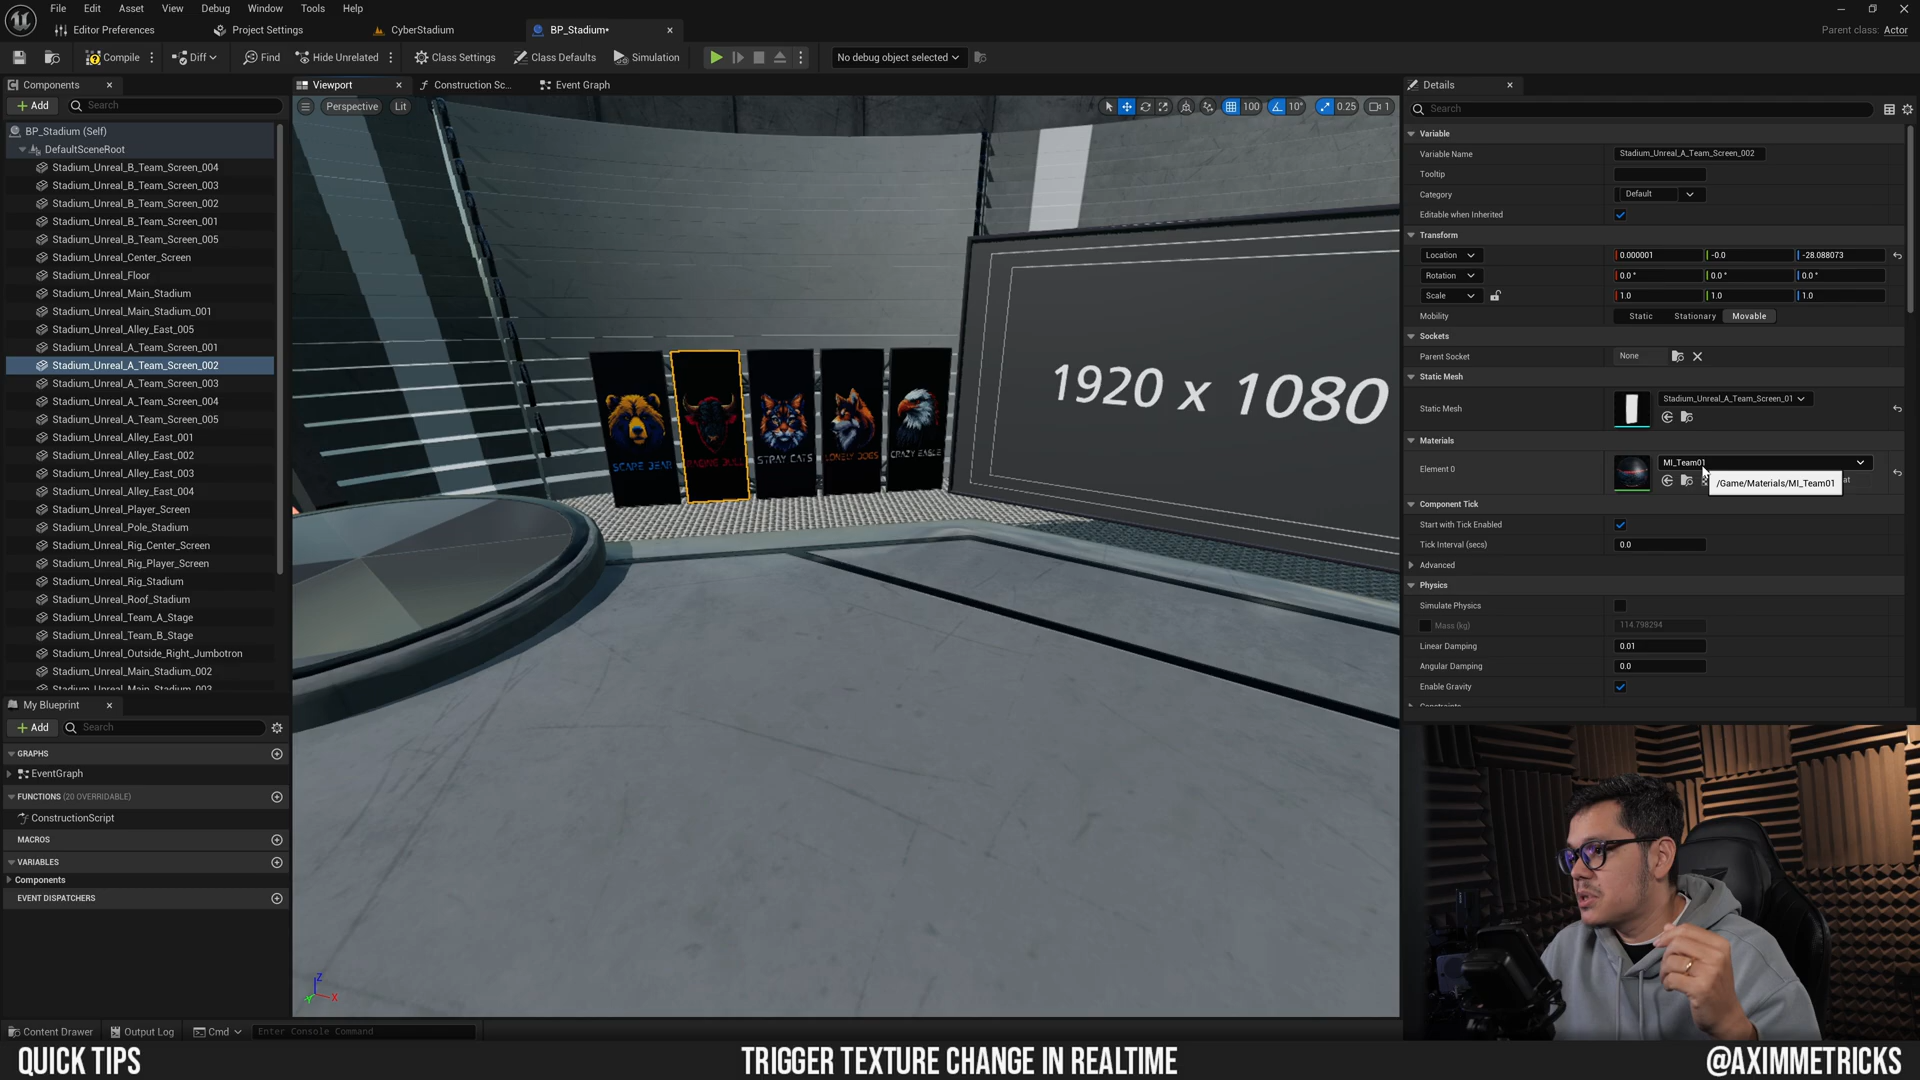 File Edit Asset View Debug Window Tools Help
Editor Preferences Project Settings CyberStadium BP_Stadium* Parent class: Actor
Compile Diff Find Hide Unrelated Class Settings Class Defaults Simulation No debug object selected
Components
Add Search
BP_Stadium (Self)
DefaultSceneRoot
Stadium_Unreal_B_Team_Screen_004
Stadium_Unreal_B_Team_Screen_003
Stadium_Unreal_B_Team_Screen_002
Stadium_Unreal_B_Team_Screen_001
Stadium_Unreal_B_Team_Screen_005
Stadium_Unreal_Center_Screen
Stadium_Unreal_Floor
Stadium_Unreal_Main_Stadium
Stadium_Unreal_Main_Stadium_001
Stadium_Unreal_Alley_East_005
Stadium_Unreal_A_Team_Screen_001
Stadium_Unreal_A_Team_Screen_002
Stadium_Unreal_A_Team_Screen_003
Stadium_Unreal_A_Team_Screen_004
Stadium_Unreal_A_Team_Screen_005
Stadium_Unreal_Alley_East_001
Stadium_Unreal_Alley_East_002
Stadium_Unreal_Alley_East_003
Stadium_Unreal_Alley_East_004
Stadium_Unreal_Player_Screen
Stadium_Unreal_Pole_Stadium
Stadium_Unreal_Rig_Center_Screen
Stadium_Unreal_Rig_Player_Screen
Stadium_Unreal_Rig_Stadium
Stadium_Unreal_Roof_Stadium
Stadium_Unreal_Team_A_Stage
Stadium_Unreal_Team_B_Stage
Stadium_Unreal_Outside_Right_Jumbotron
Stadium_Unreal_Main_Stadium_002
Stadium_Unreal_Main_Stadium_003
My Blueprint
Add Search
GRAPHS
EventGraph
FUNCTIONS (20 OVERRIDABLE)
ConstructionScript
MACROS
VARIABLES
Components
EVENT DISPATCHERS
Viewport Construction Sc... Event Graph
Perspective Lit 100 10° 0.25 1
SCAPE BEAR RAGING BULL STRAY CATS LONELY DOGS CRAZY EAGLE
1920 x 1080
Z
Y X
Details
Search
Variable
Variable Name Stadium_Unreal_A_Team_Screen_002
Tooltip
Category Default
Editable when Inherited
Transform
Location 0.000001 -0.0 -28.088073
Rotation 0.0° 0.0° 0.0°
Scale 1.0 1.0 1.0
Mobility Static Stationary Movable
Sockets
Parent Socket None
Static Mesh
Static Mesh Stadium_Unreal_A_Team_Screen_01
Materials
Element 0 MI_Team01
/Game/Materials/MI_Team01
Component Tick
Start with Tick Enabled
Tick Interval (secs) 0.0
Advanced
Physics
Simulate Physics
Mass (kg) 114.798294
Linear Damping 0.01
Angular Damping 0.0
Enable Gravity
Constraints
Content Drawer Output Log Cmd Enter Console Command
QUICK TIPS TRIGGER TEXTURE CHANGE IN REALTIME @AXIMMETRICKS